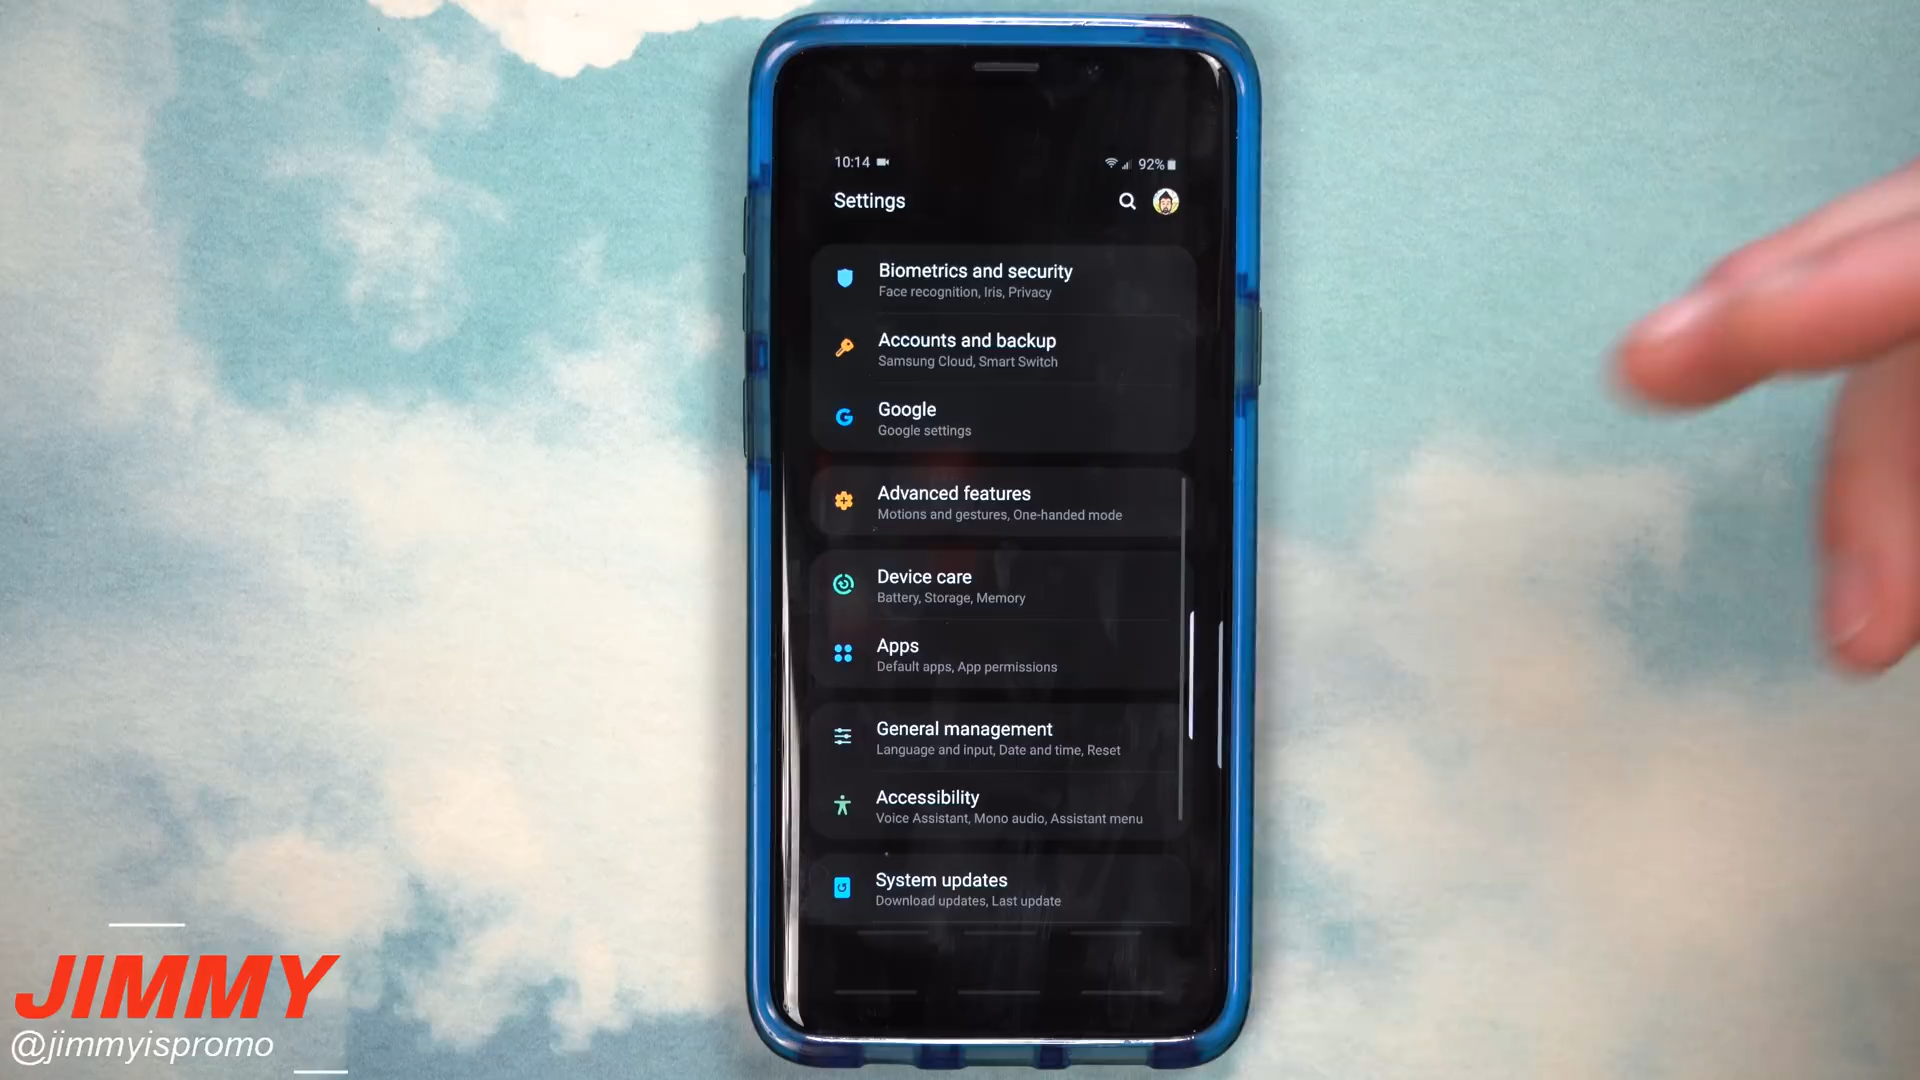 10:14
92%
Settings
Biometrics and security
Face recognition, Iris, Privacy
Accounts and backup
Samsung Cloud, Smart Switch
Google
Google settings
Advanced features
Motions and gestures, One-handed mode
Device care
Battery, Storage, Memory
Apps
Default apps, App permissions
General management
Language and input, Date and time, Reset
Accessibility
Voice Assistant, Mono audio, Assistant menu
System updates
Download updates, Last update
JIMMY
@jimmyispromo